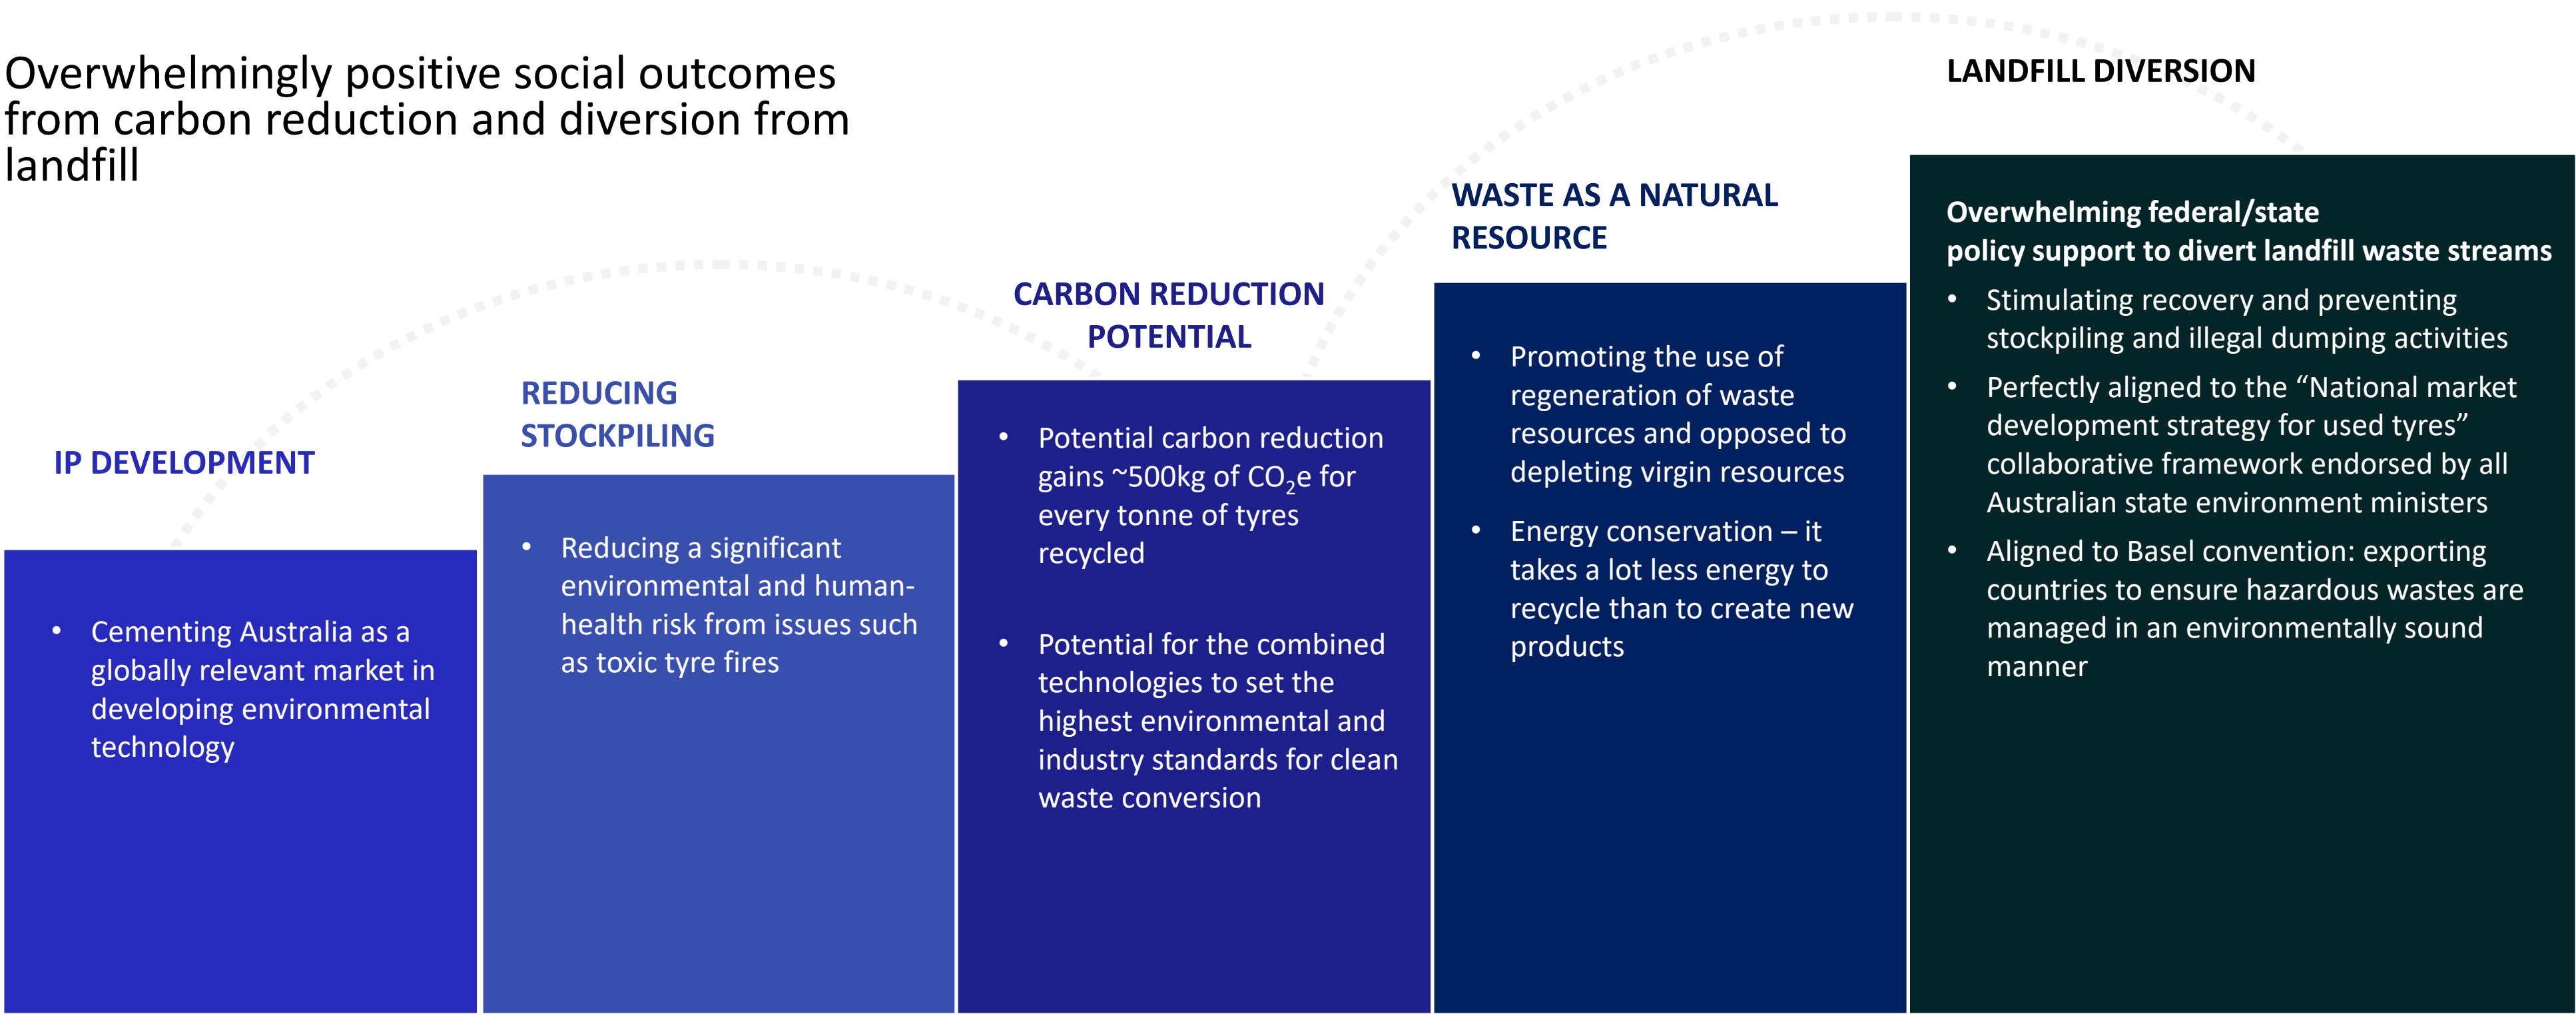 Overwhelmingly positive social outcomes
from carbon reduction and diversion from
landfill
IP DEVELOPMENT
• Cementing Australia as a
globally relevant market in
developing environmental
technology
REDUCING
STOCKPILING
• Reducing a significant
environmental and human-
health risk from issues such
as toxic tyre fires
CARBON REDUCTION
POTENTIAL
• Potential carbon reduction
gains ~500kg of CO₂e for
every tonne of tyres
recycled
• Potential for the combined
technologies to set the
highest environmental and
industry standards for clean
waste conversion
WASTE AS A NATURAL
RESOURCE
• Promoting the use of
regeneration of waste
resources and opposed to
depleting virgin resources
• Energy conservation – it
takes a lot less energy to
recycle than to create new
products
LANDFILL DIVERSION
Overwhelming federal/state
policy support to divert landfill waste streams
• Stimulating recovery and preventing
stockpiling and illegal dumping activities
• Perfectly aligned to the “National market
development strategy for used tyres”
collaborative framework endorsed by all
Australian state environment ministers
• Aligned to Basel convention: exporting
countries to ensure hazardous wastes are
managed in an environmentally sound
manner